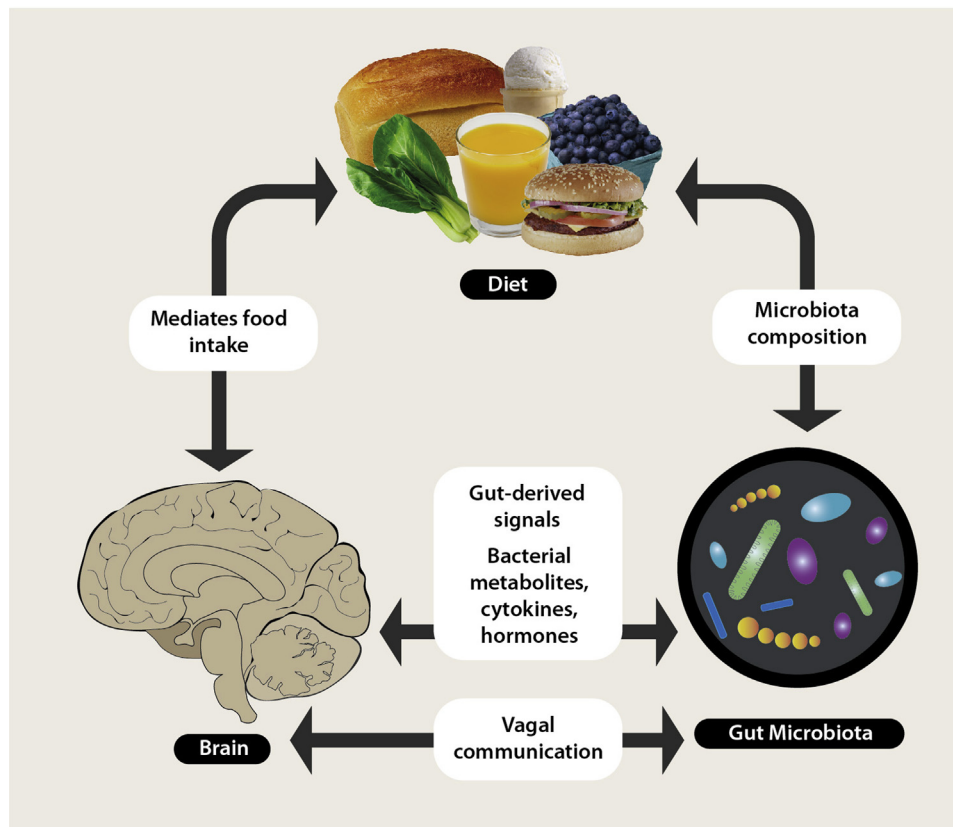 Diet
Mediates food
intake
Microbiota
composition
Gut-derived
signals
Bacterial
metabolites,
cytokines,
hormones
Vagal
communication
Brain
Gut Microbiota